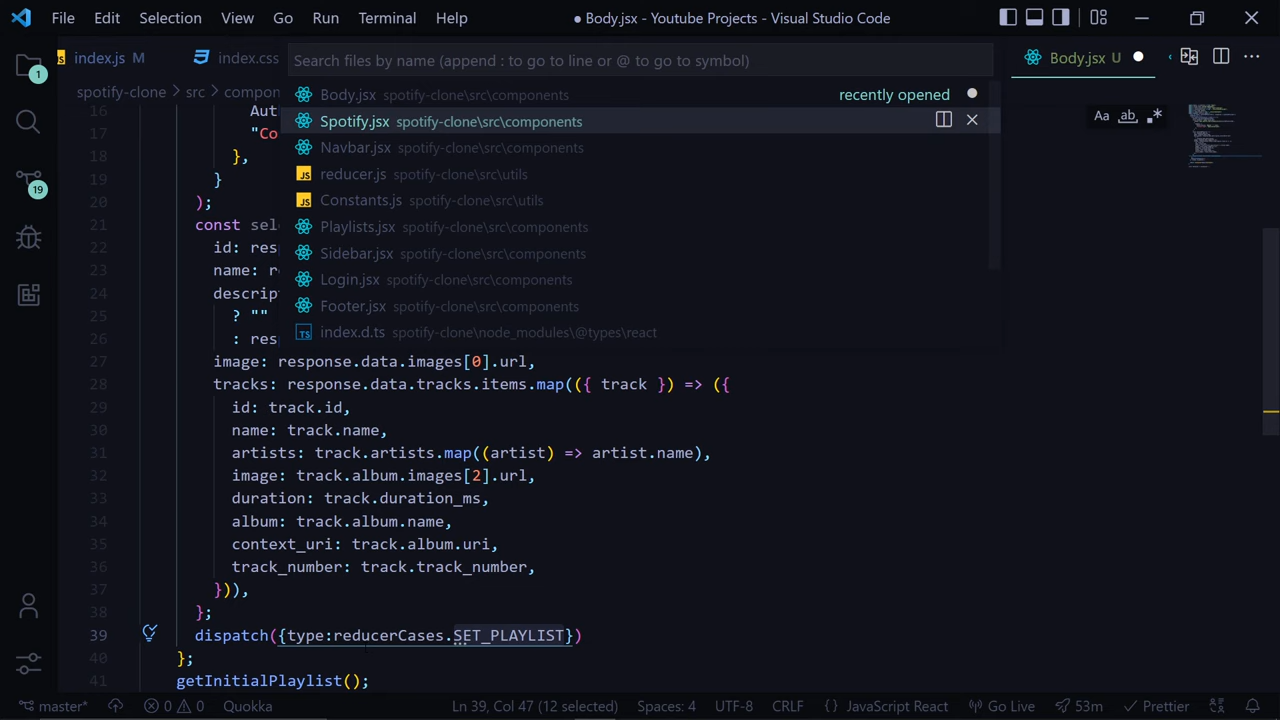 File Edit Selection View Go Run Terminal Help ● Body.jsx - Youtube Projects - Visual Studio Code
1 index.js M index.css Body.jsx U
spotify-clone > src > compon
Search files by name (append : to go to line or @ to go to symbol)
Body.jsx spotify-clone\src\components recently opened
Spotify.jsx spotify-clone\src\components
Navbar.jsx spotify-clone\src\components
reducer.js spotify-clone\src\utils
Constants.js spotify-clone\src\utils
Playlists.jsx spotify-clone\src\components
Sidebar.jsx spotify-clone\src\components
Login.jsx spotify-clone\src\components
Footer.jsx spotify-clone\src\components
index.d.ts spotify-clone\node_modules\@types\react
Aa ab
19
16 Aut
17 "Co
18 },
19 }
20 );
21 const sel
22 id: res
23 name: r
24 descript
25 ? ""
26 : res
27 image: response.data.images[0].url,
28 tracks: response.data.tracks.items.map(({ track }) => ({
29 id: track.id,
30 name: track.name,
31 artists: track.artists.map((artist) => artist.name),
32 image: track.album.images[2].url,
33 duration: track.duration_ms,
34 album: track.album.name,
35 context_uri: track.album.uri,
36 track_number: track.track_number,
37 })),
38 };
39 dispatch({type:reducerCases.SET_PLAYLIST})
40 };
41 getInitialPlaylist();
master* 0 0 Quokka Ln 39, Col 47 (12 selected) Spaces: 4 UTF-8 CRLF {} JavaScript React Go Live 53m Prettier